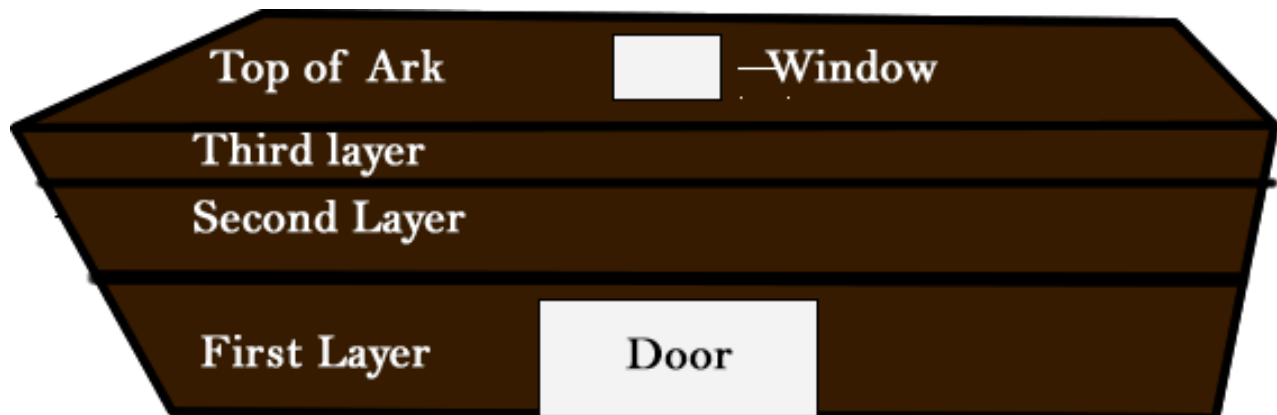 Top of Ark
Window
Third layer
Second Layer
First Layer
Door